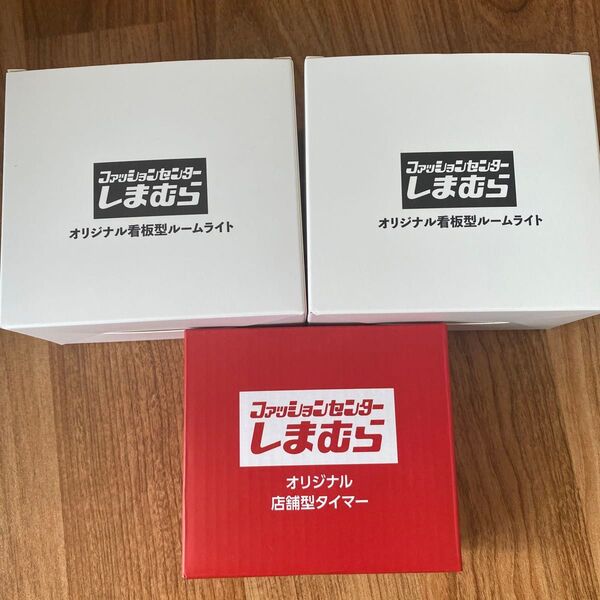 ファッションセンター
しまむら
オリジナル看板型ルームライト
ファッションセンター
しまむら
オリジナル看板型ルームライト
ファッションセンター
しまむら
オリジナル
店舗型タイマー